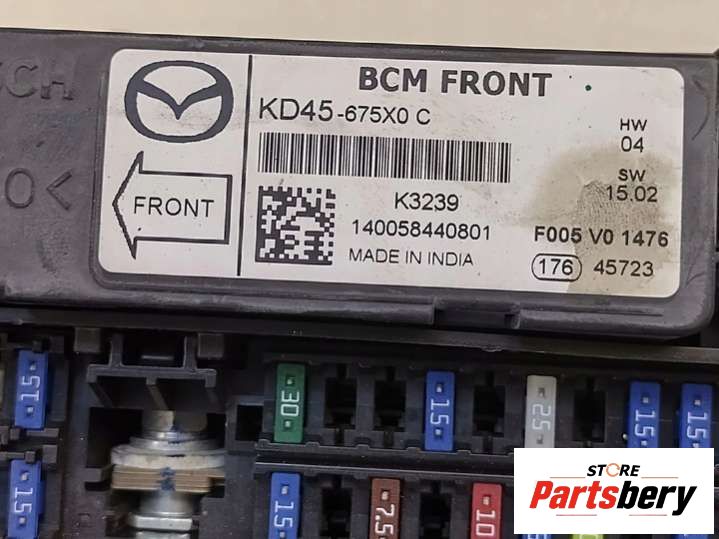 BCM FRONT
KD45-675X0 C
HW
04
SW
15.02
FRONT
K3239
140058440801
F005 V0 1476
MADE IN INDIA
176 45723
15
30
15
25
15
15
15
15
7.5
10
STORE
Partsbery